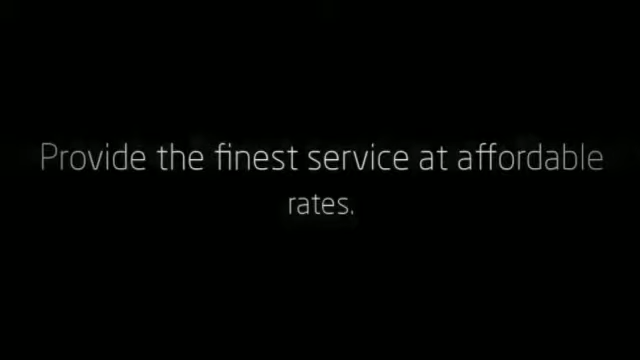 Provide the finest service at affordable
rates.